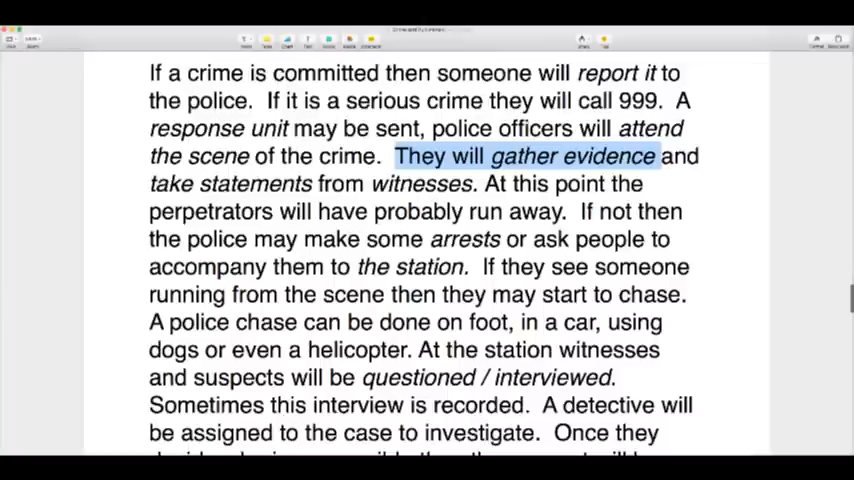 If a crime is committed then someone will report it to
the police. If it is a serious crime they will call 999. A
response unit may be sent, police officers will attend
the scene of the crime. They will gather evidence and
take statements from witnesses. At this point the
perpetrators will have probably run away. If not then
the police may make some arrests or ask people to
accompany them to the station. If they see someone
running from the scene then they may start to chase.
A police chase can be done on foot, in a car, using
dogs or even a helicopter. At the station witnesses
and suspects will be questioned / interviewed.
Sometimes this interview is recorded. A detective will
be assigned to the case to investigate. Once they